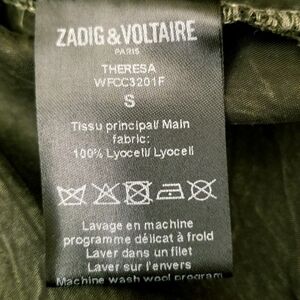 ZADIG & VOLTAIRE
PARIS
THERESA
WFCC3201F
S
Tissu principal/ Main
fabric:
100% Lyocell/ Lyocell
Lavage en machine
programme délicat à froid
Laver dans un filet
Laver sur l'envers
Machine wash wool program